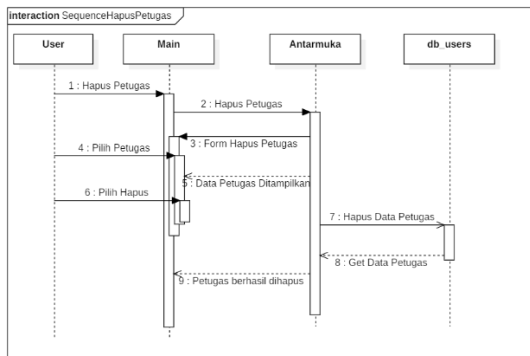 interaction SequenceHapusPetugas
User
Main
Antarmuka
db_users
1 : Hapus Petugas
2 : Hapus Petugas
3 : Form Hapus Petugas
4 : Pilih Petugas
5 : Data Petugas Ditampilkan
6 : Pilih Hapus
7 : Hapus Data Petugas
8 : Get Data Petugas
9 : Petugas berhasil dihapus